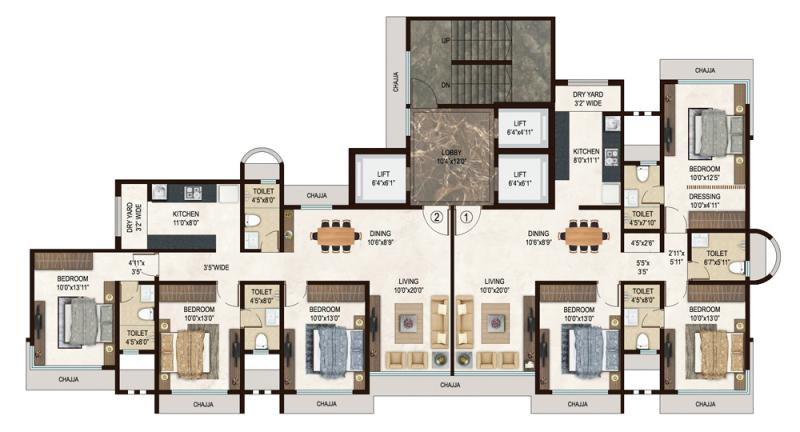 CHAJJA
UP
DN
LOBBY
10'4"x12'0"
LIFT
6'4"x4'11"
LIFT
6'4"x6'1"
LIFT
6'4"x6'1"
DRY YARD
3'2" WIDE
KITCHEN
8'0"x11'1"
CHAJJA
BEDROOM
10'0"x12'5"
DRESSING
10'0"x4'11"
TOILET
4'5"x7'10"
CHAJJA
TOILET
4'5"x8'0"
KITCHEN
11'0"x8'0"
DRY YARD
3'2" WIDE
2
1
DINING
10'6"x8'9"
DINING
10'6"x8'9"
4'5"x2'6"
5'5"x
3'5"
2'11"x
5'11"
TOILET
6'7"x5'11"
4'11"x
3'5"
3'5"WIDE
BEDROOM
10'0"x13'11"
LIVING
10'0"x20'0"
LIVING
10'0"x20'0"
TOILET
4'5"x8'0"
TOILET
4'5"x8'0"
TOILET
4'5"x8'0"
BEDROOM
10'0"x13'0"
BEDROOM
10'0"x13'0"
BEDROOM
10'0"x13'0"
BEDROOM
10'0"x13'0"
CHAJJA
CHAJJA
CHAJJA
CHAJJA
CHAJJA
CHAJJA